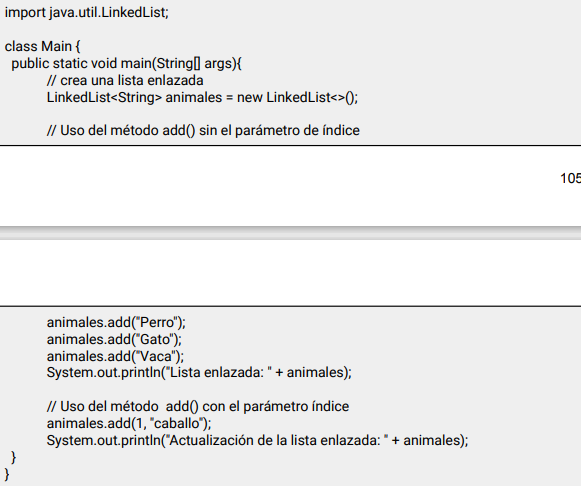 import java.util.LinkedList;
class Main {
public static void main(String[] args){
// crea una lista enlazada
LinkedList<String> animales = new LinkedList<>();
// Uso del método add() sin el parámetro de índice
105
animales.add("Perro");
animales.add("Gato");
animales.add("Vaca");
System.out.println("Lista enlazada: " + animales);
// Uso del método  add() con el parámetro índice
animales.add(1, "caballo");
System.out.println("Actualización de la lista enlazada: " + animales);
}
}